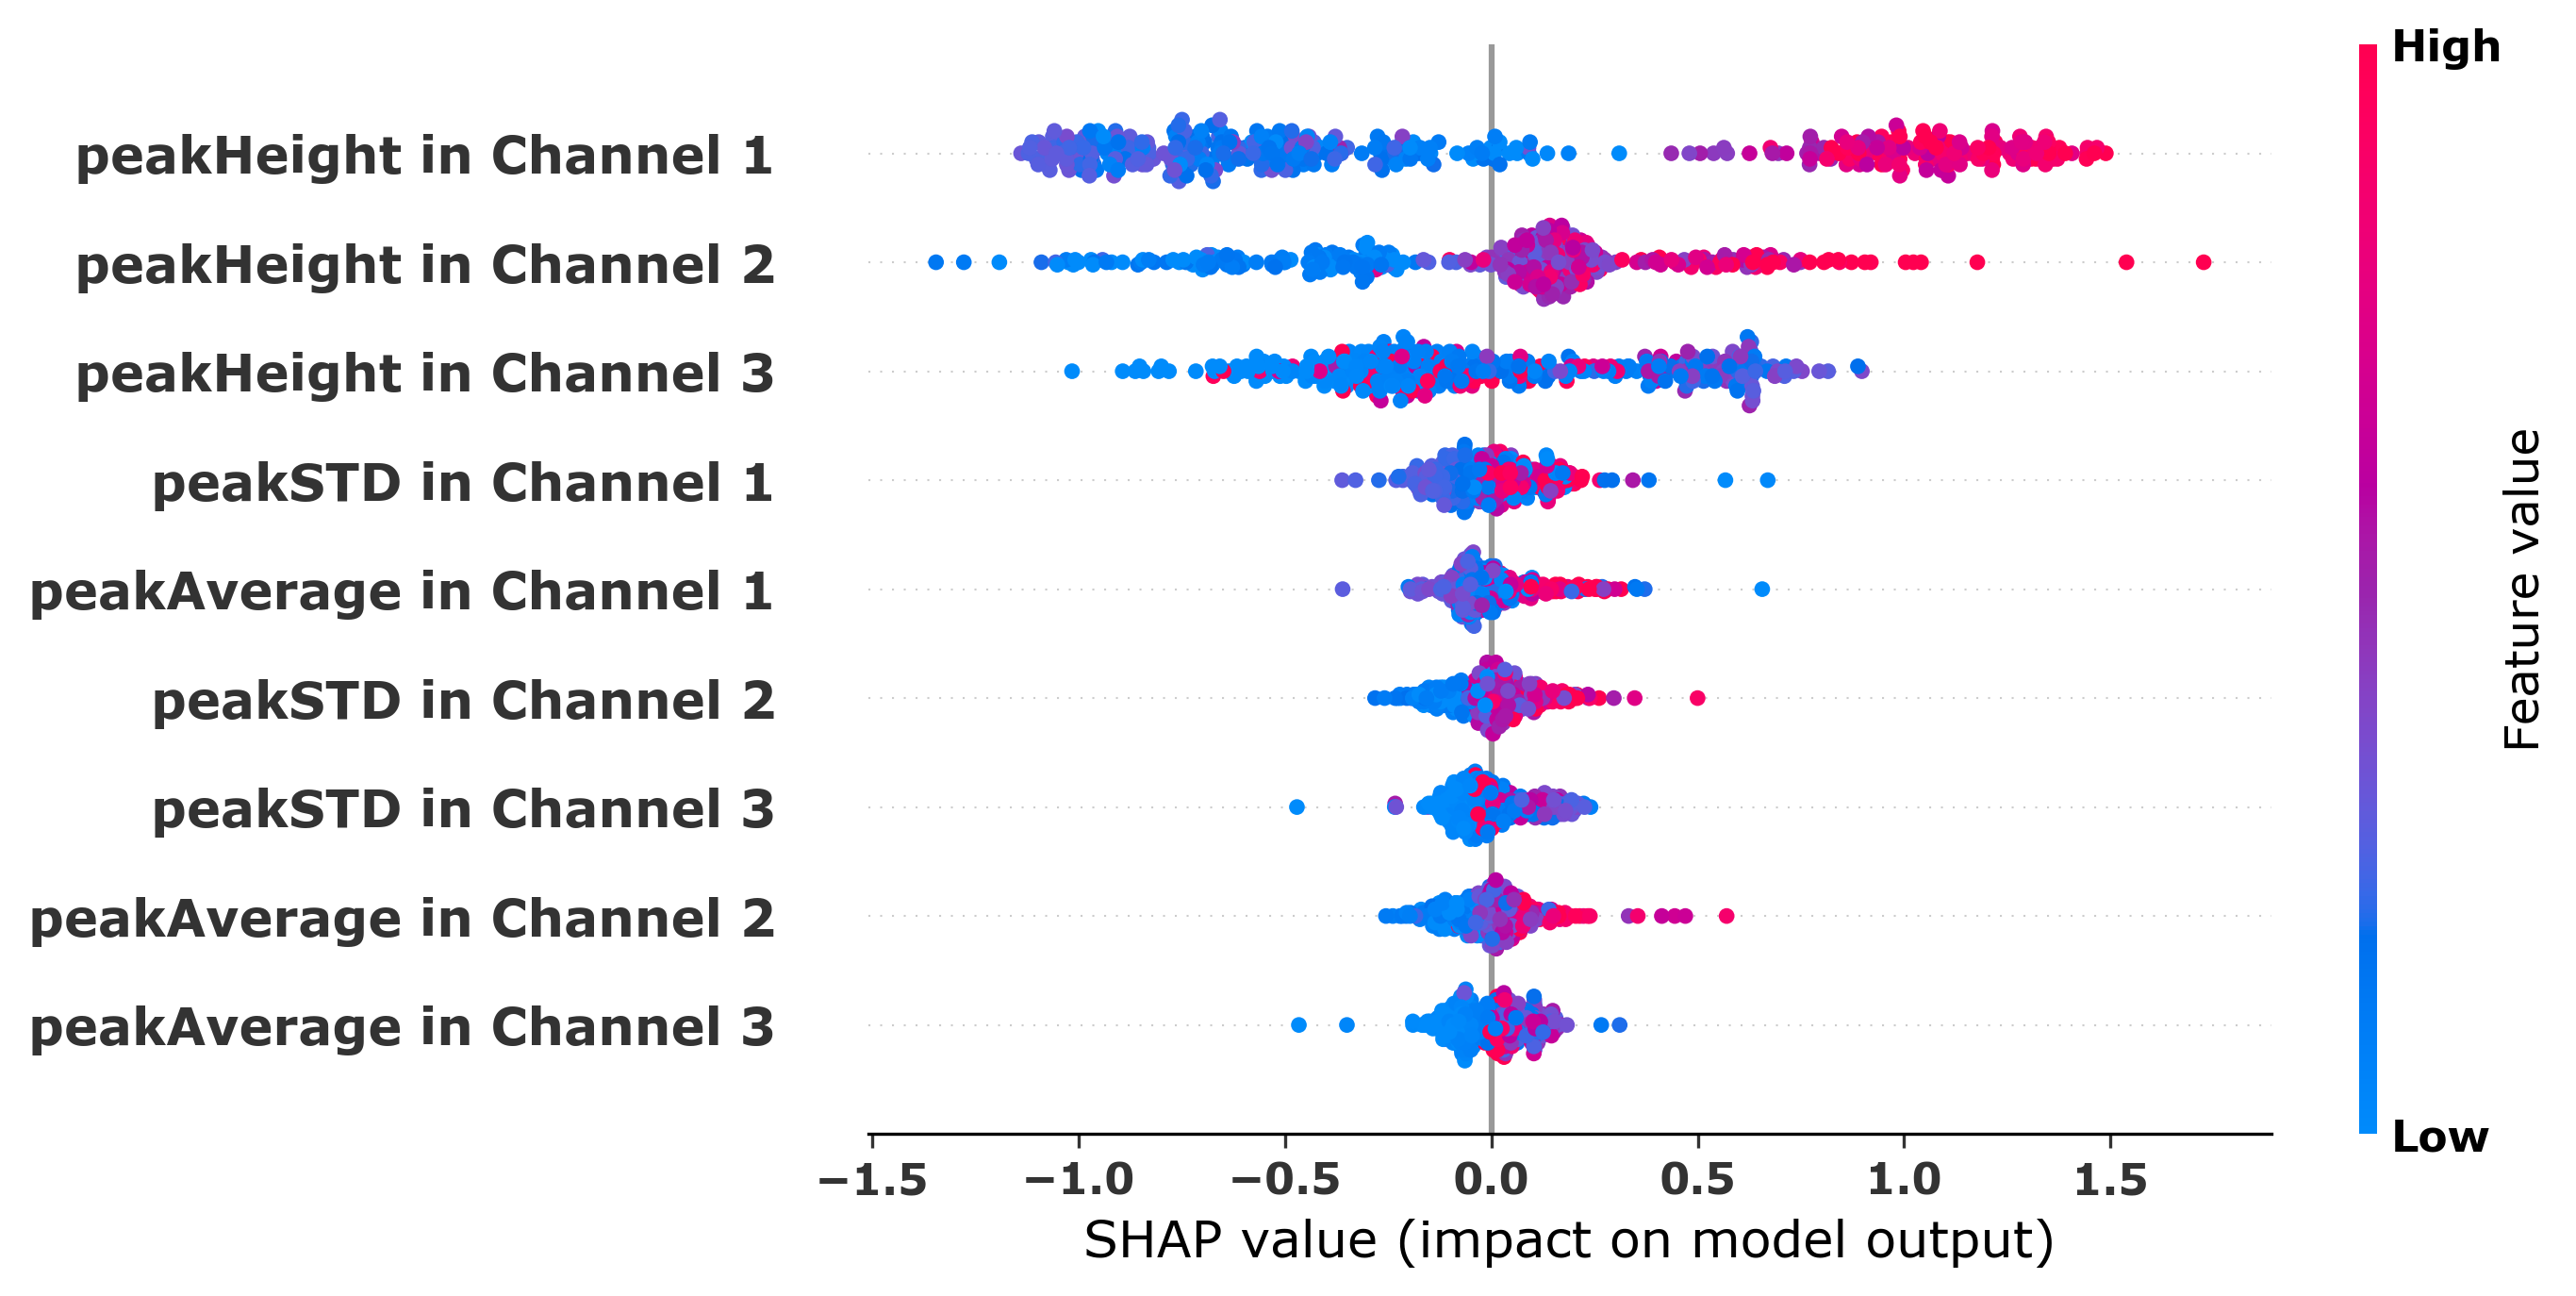 High
peakHeight in Channel 1
peakHeight in Channel 2
peakHeight in Channel 3
peakSTD in Channel 1
peakAverage in Channel 1
peakSTD in Channel 2
peakSTD in Channel 3
peakAverage in Channel 2
peakAverage in Channel 3
Feature value
Low
−1.5 −1.0 −0.5 0.0 0.5 1.0 1.5
SHAP value (impact on model output)